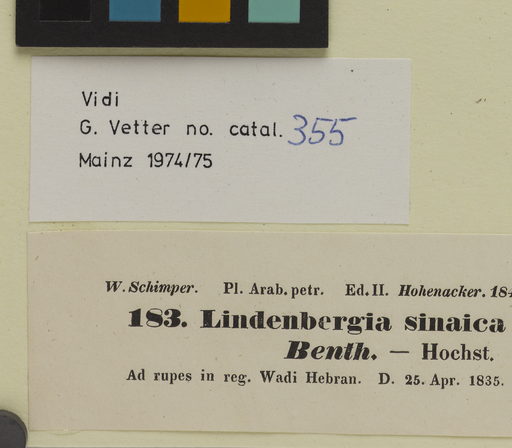 Vidi
G. Vetter no. catal. 355
Mainz 1974/75
W. Schimper. Pl. Arab. petr. Ed. II. Hohenacker. 184
183. Lindenbergia sinaica
Benth. — Hochst.
Ad rupes in reg. Wadi Hebran. D. 25. Apr. 1835.